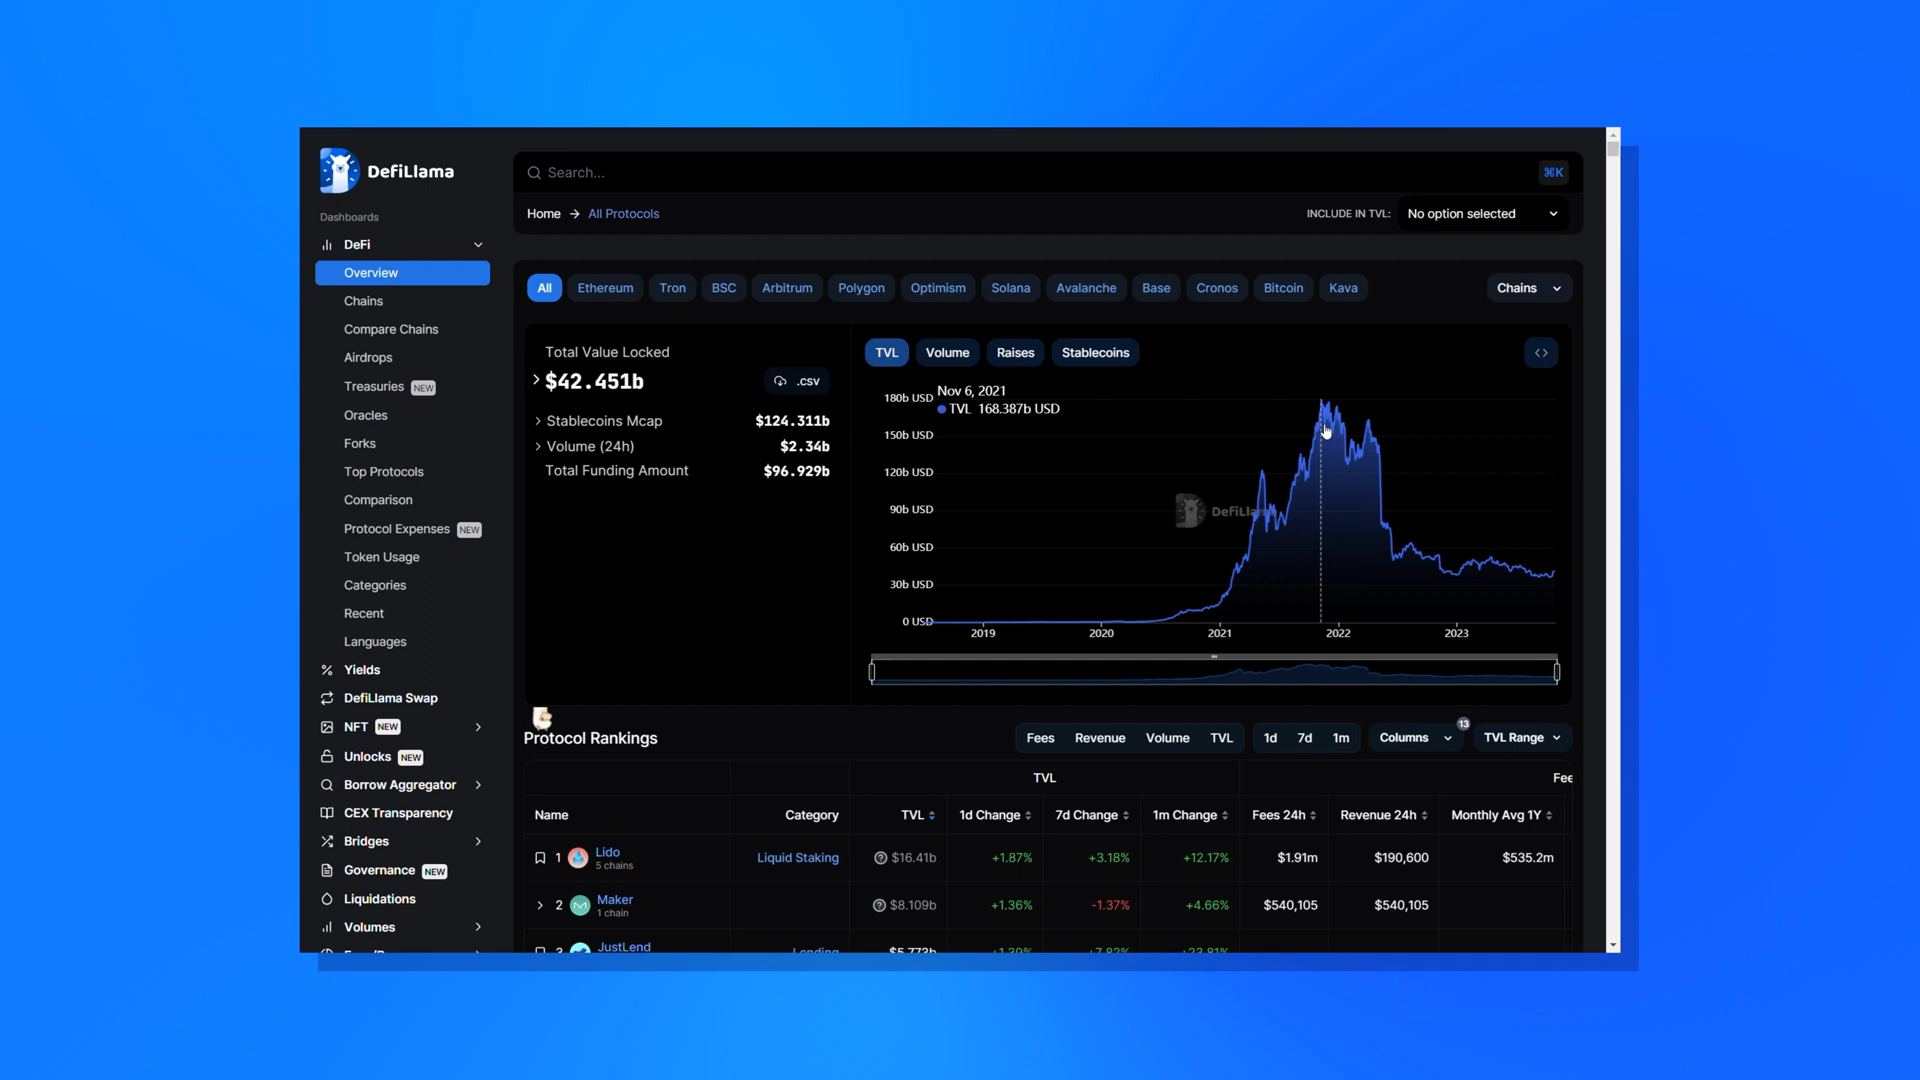 DefiLlama
Search...
⌘K
Home → All Protocols
INCLUDE IN TVL:
No option selected
Dashboards
DeFi
Overview
Chains
Compare Chains
Airdrops
Treasuries NEW
Oracles
Forks
Top Protocols
Comparison
Protocol Expenses NEW
Token Usage
Categories
Recent
Languages
Yields
DefiLlama Swap
NFT NEW
Unlocks NEW
Borrow Aggregator
CEX Transparency
Bridges
Governance NEW
Liquidations
Volumes
All Ethereum Tron BSC Arbitrum Polygon Optimism Solana Avalanche Base Cronos Bitcoin Kava
Chains
Total Value Locked
$42.451b
.csv
Stablecoins Mcap $124.311b
Volume (24h) $2.34b
Total Funding Amount $96.929b
TVL Volume Raises Stablecoins
Nov 6, 2021
TVL 168.387b USD
180b USD
150b USD
120b USD
90b USD
60b USD
30b USD
0 USD
2019 2020 2021 2022 2023
DefiLlama
Protocol Rankings
Fees Revenue Volume TVL
1d 7d 1m
Columns 13
TVL Range
TVL
Name Category TVL 1d Change 7d Change 1m Change Fees 24h Revenue 24h Monthly Avg 1Y
1 Lido Liquid Staking $16.41b +1.87% +3.18% +12.17% $1.91m $190,600 $535.2m
5 chains
2 Maker $8.109b +1.36% -1.37% +4.66% $540,105 $540,105
1 chain
3 JustLend Lending $5.773b +1.39% +7.82% +23.81%